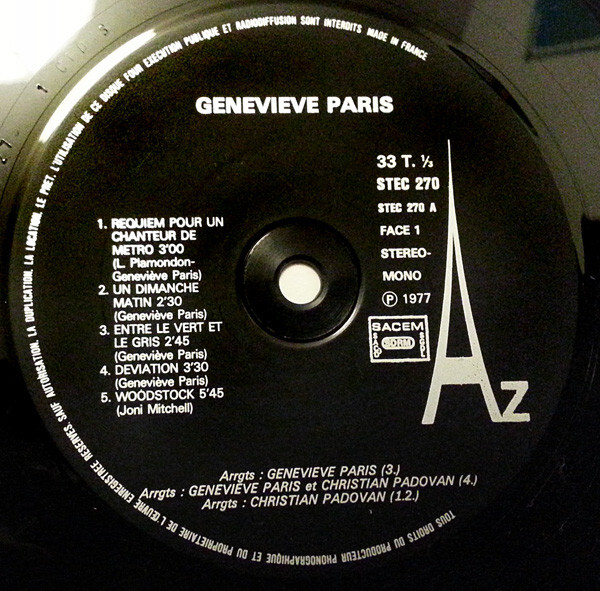 TOUS DROITS DU PRODUCTEUR PHONOGRAPHIQUE ET DU PROPRIETAIRE DE L'ŒUVRE ENREGISTREE RESERVES. SAUF AUTORISATION, LA DUPLICATION, LA LOCATION, LE PRET, L'UTILISATION DE CE DISQUE POUR EXECUTION PUBLIQUE ET RADIODIFFUSION SONT INTERDITS MADE IN FRANCE
GENEVIEVE PARIS
33 T. ⅓
STEC 270
STEC 270 A
FACE 1
STEREO-
MONO
Ⓟ 1977
SACEM
SACD SDRM SGDL
AZ
1. REQUIEM POUR UN
CHANTEUR DE
METRO 3'00
(L. Plamondon-
Geneviève Paris)
2. UN DIMANCHE
MATIN 2'30
(Geneviève Paris)
3. ENTRE LE VERT ET
LE GRIS 2'45
(Geneviève Paris)
4. DEVIATION 3'30
(Geneviève Paris)
5. WOODSTOCK 5'45
(Joni Mitchell)
Arrgts : GENEVIEVE PARIS (3.)
Arrgts : GENEVIEVE PARIS et CHRISTIAN PADOVAN (4.)
Arrgts : CHRISTIAN PADOVAN (1.2.)